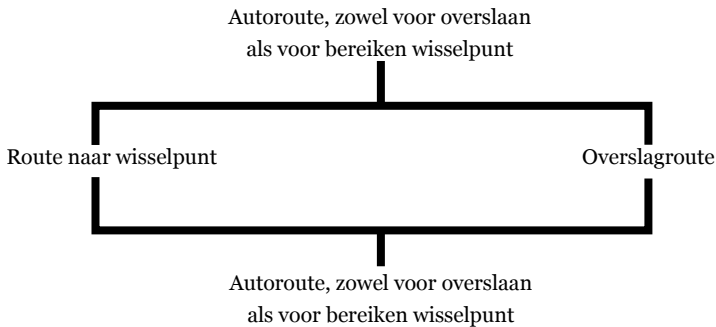 Autoroute, zowel voor overslaan
als voor bereiken wisselpunt
Route naar wisselpunt
Overslagroute
Autoroute, zowel voor overslaan
als voor bereiken wisselpunt